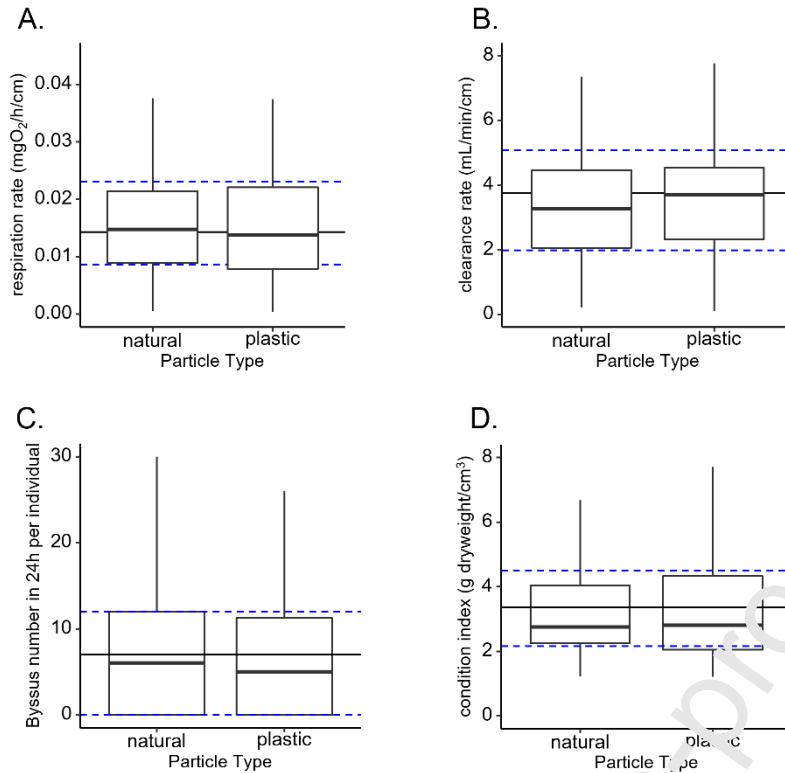 A.
respiration rate (mgO₂/h/cm)
0.04
0.03
0.02
0.01
0.00
natural plastic
Particle Type
B.
clearance rate (mL/min/cm)
8
6
4
2
0
natural plastic
Particle Type
C.
Byssus number in 24h per individual
30
20
10
0
natural plastic
Particle Type
D.
condition index (g dryweight/cm³)
8
6
4
2
0
natural plastic
Particle Type
-pro